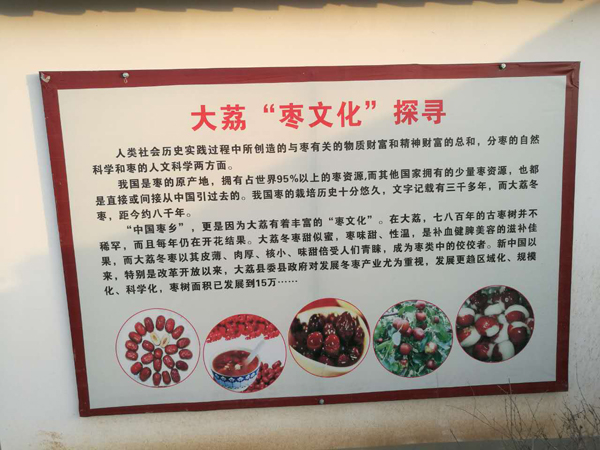 大荔“枣文化”探寻
人类社会历史实践过程中所创造的与枣有关的物质财富和精神财富的总和，分枣的自然
科学和枣的人文科学两方面。
我国是枣的原产地，拥有占世界95%以上的枣资源,而其他国家拥有的少量枣资源，也都
是直接或间接从中国引过去的。我国枣的栽培历史十分悠久，文字记载有三千多年，而大荔冬
枣，距今约八千年。
“中国枣乡”，更是因为大荔有着丰富的“枣文化”。在大荔，七八百年的古枣树并不
稀罕，而且每年仍在开花结果。大荔冬枣甜似蜜，枣味甜、性温，是补血健脾美容的滋补佳
果，而大荔冬枣以其皮薄、肉厚、核小、味甜倍受人们青睐，成为枣类中的佼佼者。新中国以
来，特别是改革开放以来，大荔县委县政府对发展冬枣产业尤为重视，发展更趋区域化、规模
化、科学化，枣树面积已发展到15万……